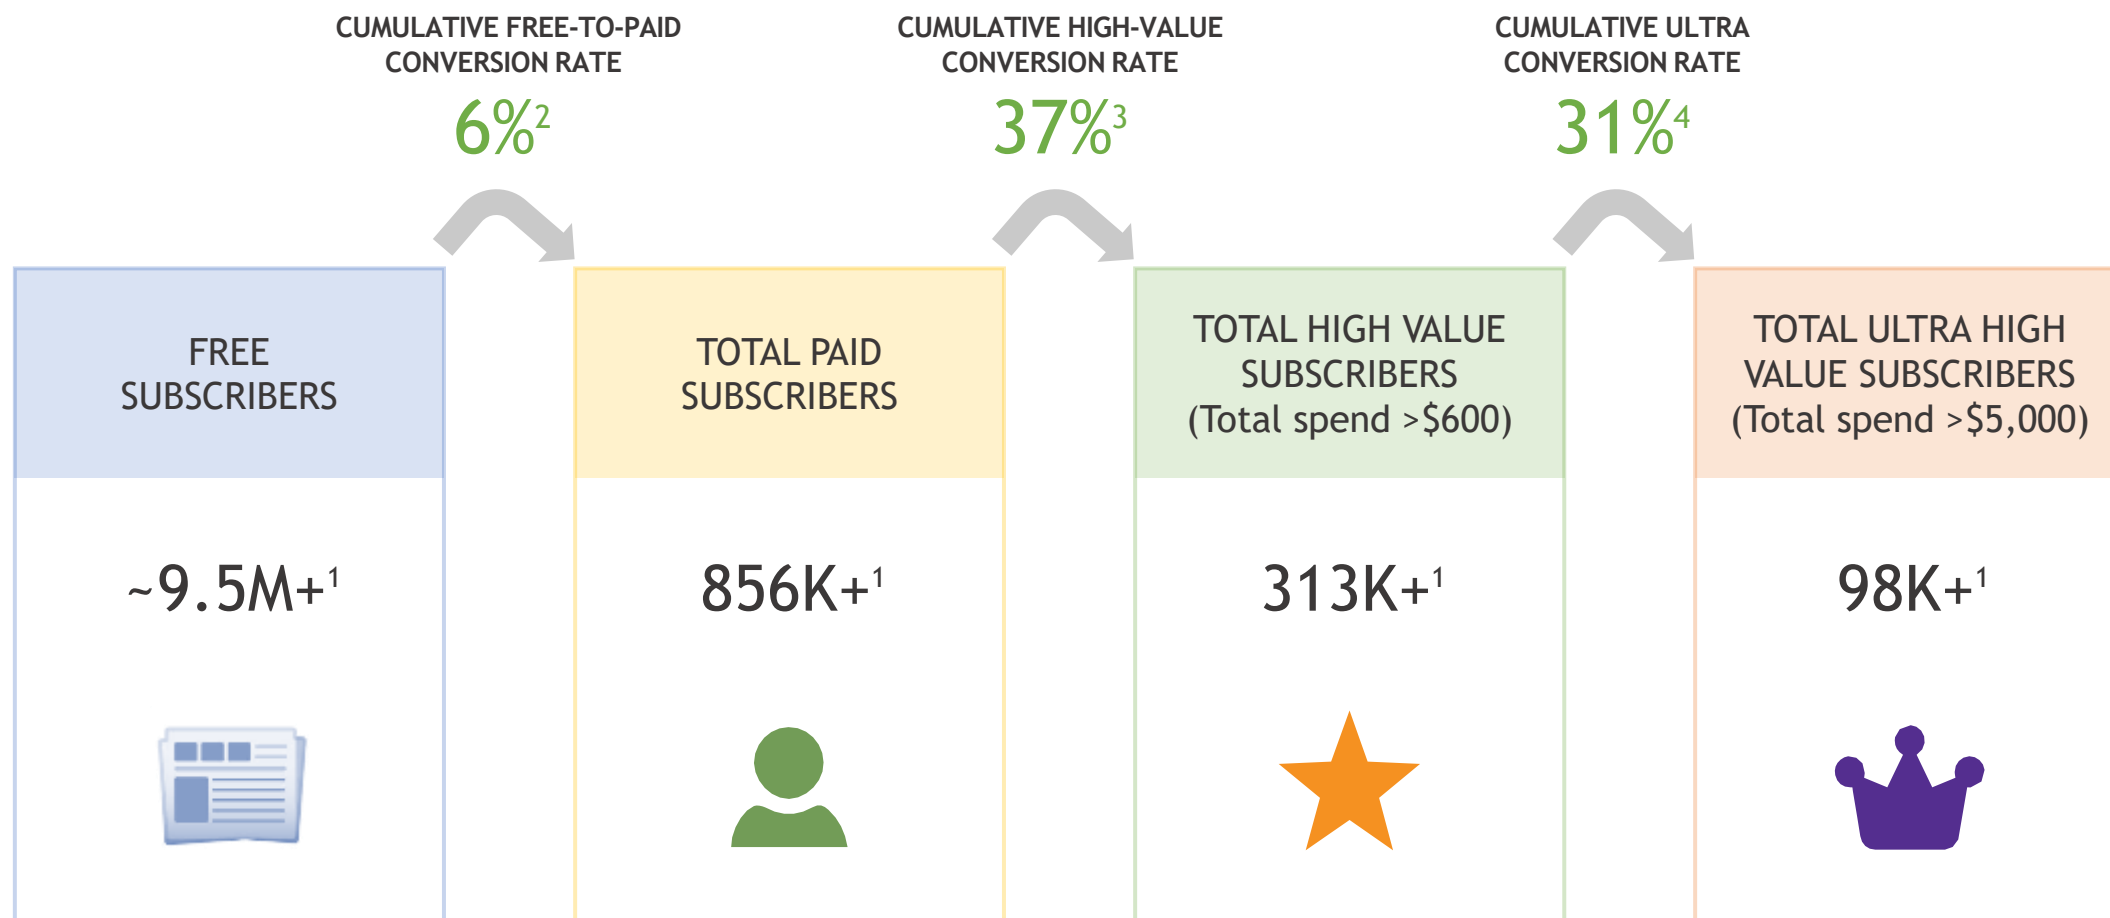 CUMULATIVE FREE-TO-PAID
CONVERSION RATE
6%2
CUMULATIVE HIGH-VALUE
CONVERSION RATE
37%3
CUMULATIVE ULTRA
CONVERSION RATE
31%4
FREE
SUBSCRIBERS
~9.5M+1
TOTAL PAID
SUBSCRIBERS
856K+1
TOTAL HIGH VALUE
SUBSCRIBERS
(Total spend >$600)
313K+1
TOTAL ULTRA HIGH
VALUE SUBSCRIBERS
(Total spend >$5,000)
98K+1